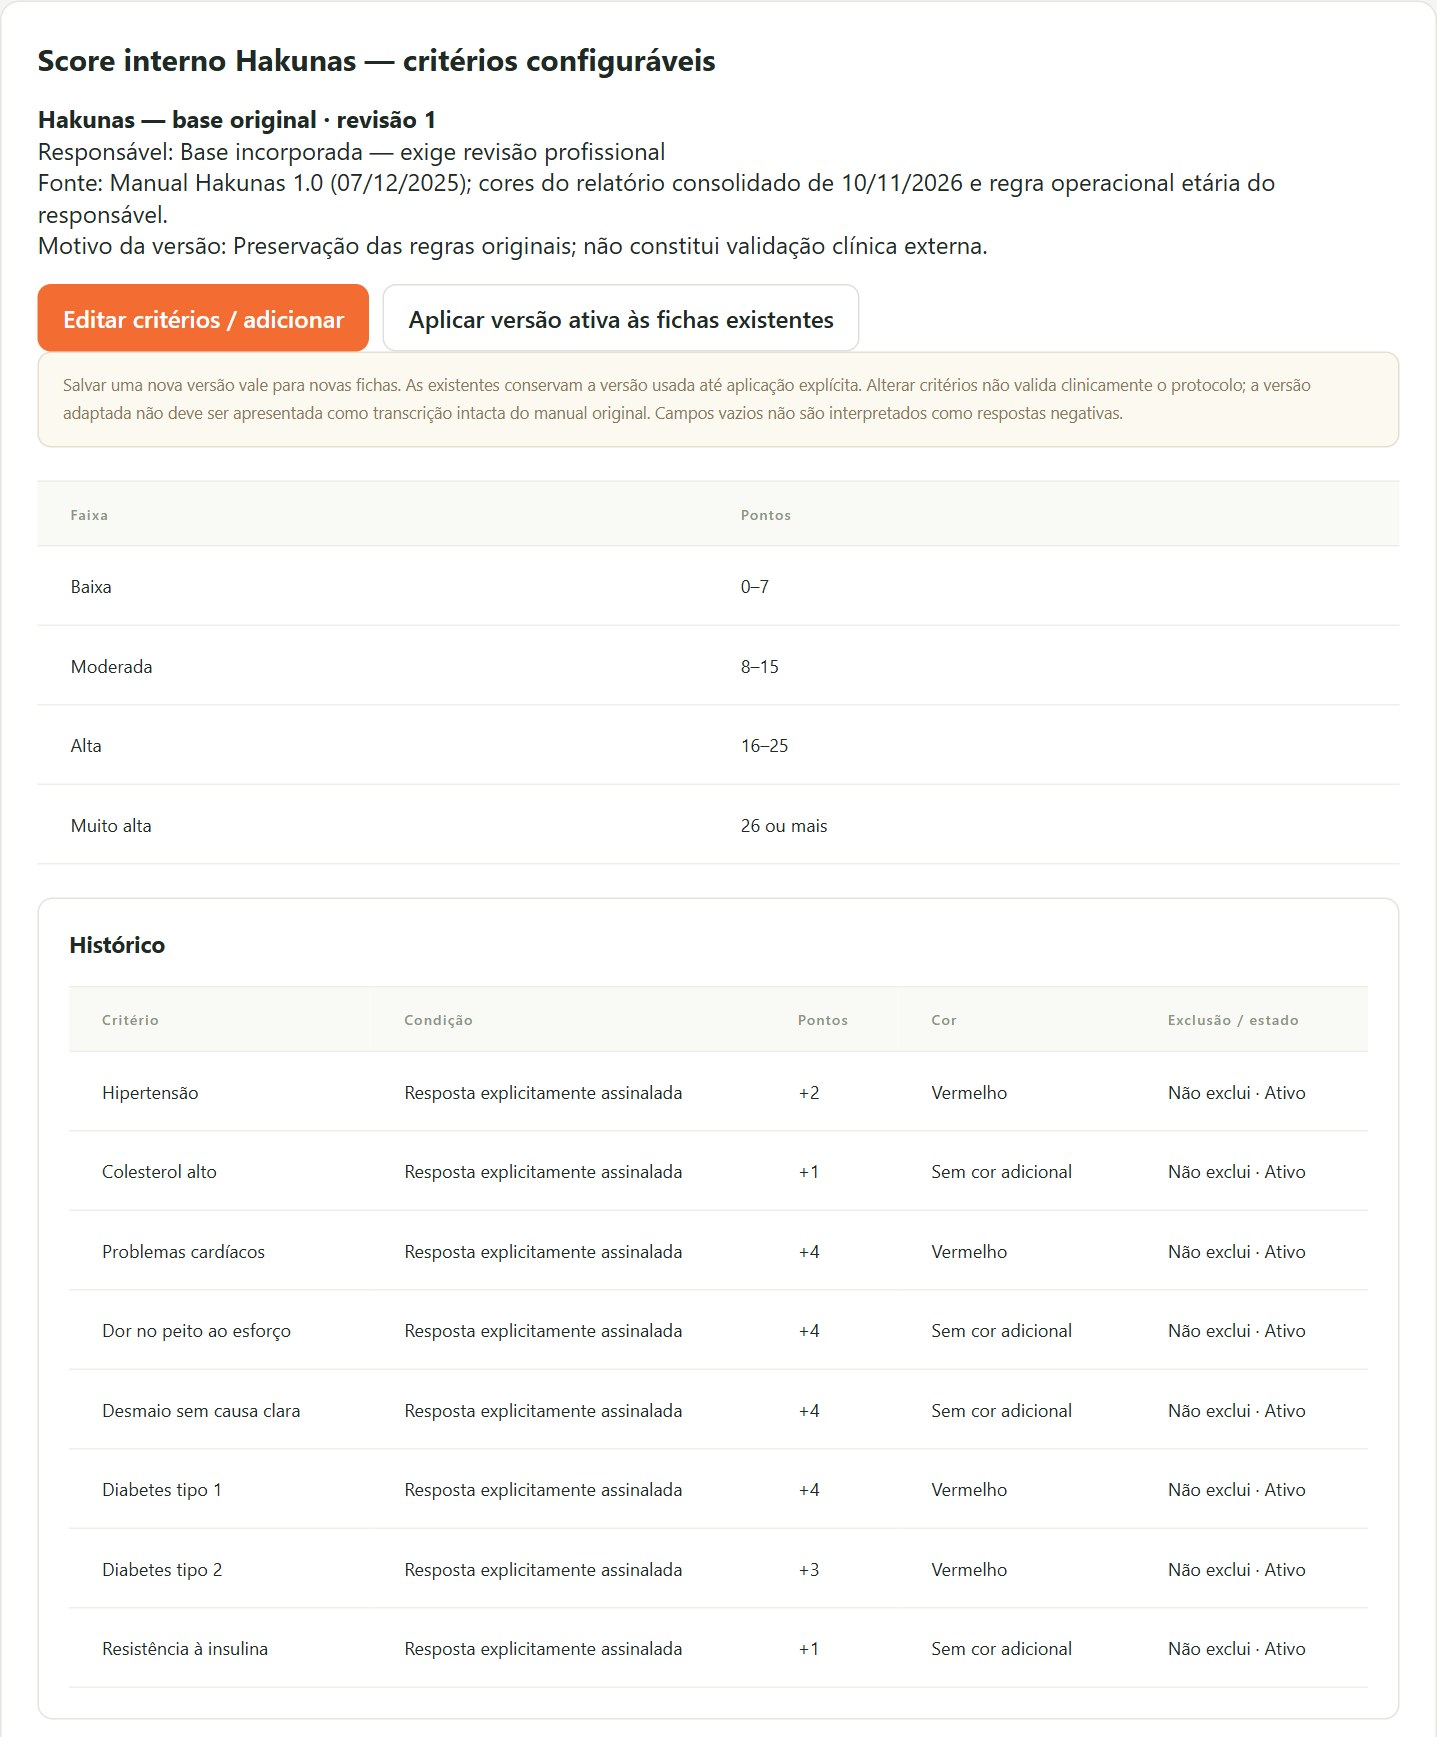 Score interno Hakunas — critérios configuráveis
Hakunas — base original · revisão 1
Responsável: Base incorporada — exige revisão profissional
Fonte: Manual Hakunas 1.0 (07/12/2025); cores do relatório consolidado de 10/11/2026 e regra operacional etária do
responsável.
Motivo da versão: Preservação das regras originais; não constitui validação clínica externa.
Editar critérios / adicionar Aplicar versão ativa às fichas existentes
Salvar uma nova versão vale para novas fichas. As existentes conservam a versão usada até aplicação explícita. Alterar critérios não valida clinicamente o protocolo; a versão
adaptada não deve ser apresentada como transcrição intacta do manual original. Campos vazios não são interpretados como respostas negativas.
Faixa Pontos
Baixa 0–7
Moderada 8–15
Alta 16–25
Muito alta 26 ou mais
Histórico
Critério Condição Pontos Cor Exclusão / estado
Hipertensão Resposta explicitamente assinalada +2 Vermelho Não exclui · Ativo
Colesterol alto Resposta explicitamente assinalada +1 Sem cor adicional Não exclui · Ativo
Problemas cardíacos Resposta explicitamente assinalada +4 Vermelho Não exclui · Ativo
Dor no peito ao esforço Resposta explicitamente assinalada +4 Sem cor adicional Não exclui · Ativo
Desmaio sem causa clara Resposta explicitamente assinalada +4 Sem cor adicional Não exclui · Ativo
Diabetes tipo 1 Resposta explicitamente assinalada +4 Vermelho Não exclui · Ativo
Diabetes tipo 2 Resposta explicitamente assinalada +3 Vermelho Não exclui · Ativo
Resistência à insulina Resposta explicitamente assinalada +1 Sem cor adicional Não exclui · Ativo